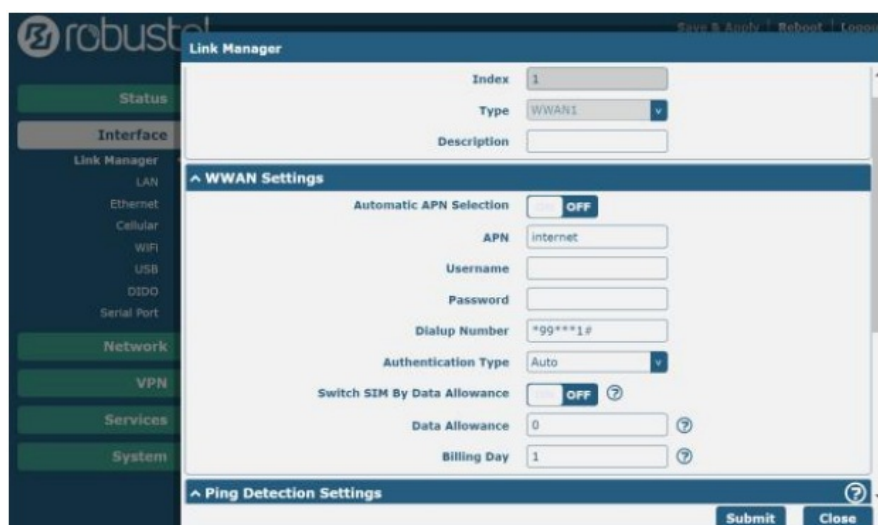 robustel
Save & Apply | Reboot | Logout
Link Manager
Status
Interface
Link Manager
LAN
Ethernet
Cellular
WiFi
USB
DIDO
Serial Port
Network
VPN
Services
System
Index 1
Type WWAN1 v
Description
^ WWAN Settings
Automatic APN Selection OFF
APN internet
Username
Password
Dialup Number *99***1#
Authentication Type Auto v
Switch SIM By Data Allowance OFF ?
Data Allowance 0 ?
Billing Day 1 ?
^ Ping Detection Settings ?
Submit Close